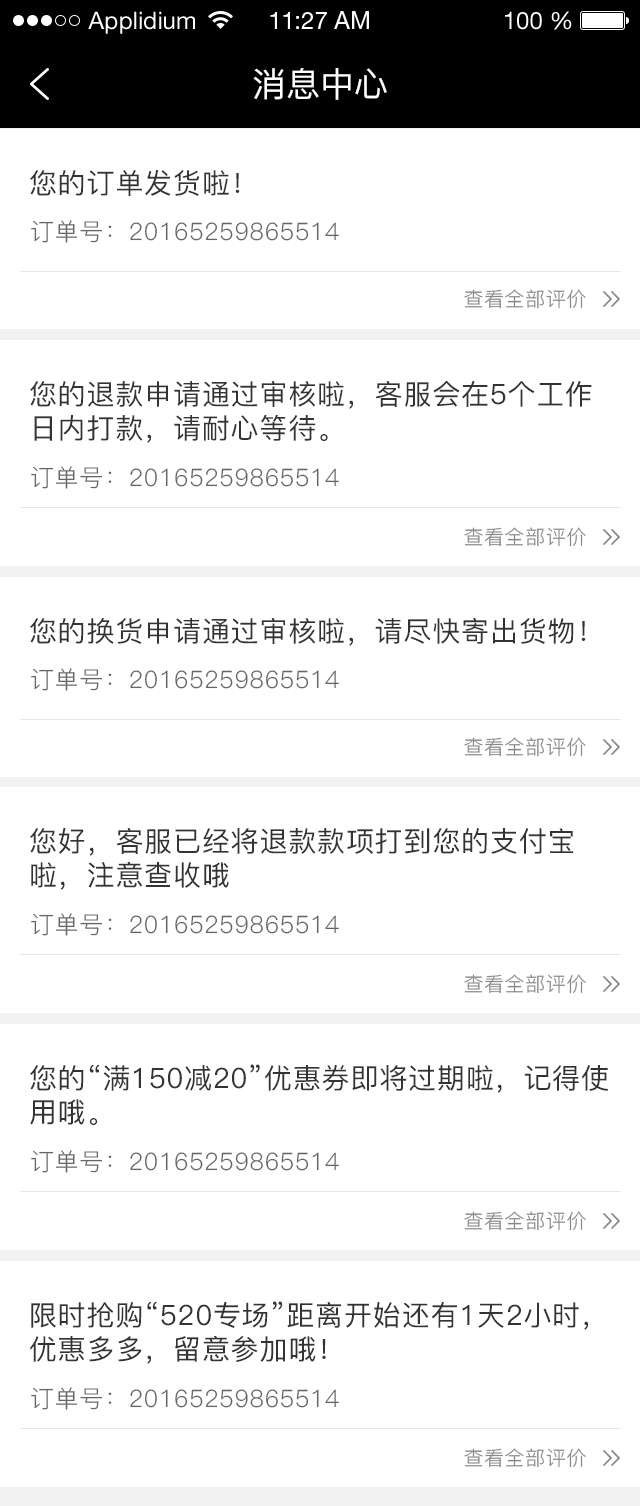 Applidium 11:27 AM 100 %
消息中心
您的订单发货啦！
订单号：20165259865514
查看全部评价
您的退款申请通过审核啦，客服会在5个工作
日内打款，请耐心等待。
订单号：20165259865514
查看全部评价
您的换货申请通过审核啦，请尽快寄出货物！
订单号：20165259865514
查看全部评价
您好，客服已经将退款款项打到您的支付宝
啦，注意查收哦
订单号：20165259865514
查看全部评价
您的“满150减20”优惠券即将过期啦，记得使
用哦。
订单号：20165259865514
查看全部评价
限时抢购“520专场”距离开始还有1天2小时，
优惠多多，留意参加哦！
订单号：20165259865514
查看全部评价